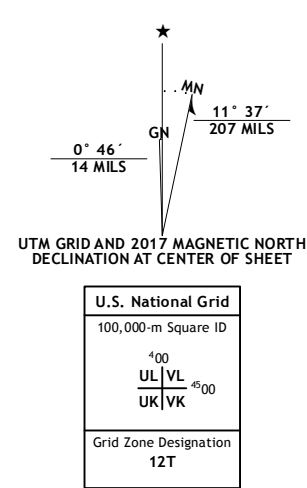 ★
MN
GN
11° 37´
207 MILS
0° 46´
14 MILS
UTM GRID AND 2017 MAGNETIC NORTH
DECLINATION AT CENTER OF SHEET
U.S. National Grid
100,000-m Square ID
⁴00
UL VL
⁴⁵00
UK VK
Grid Zone Designation
12T